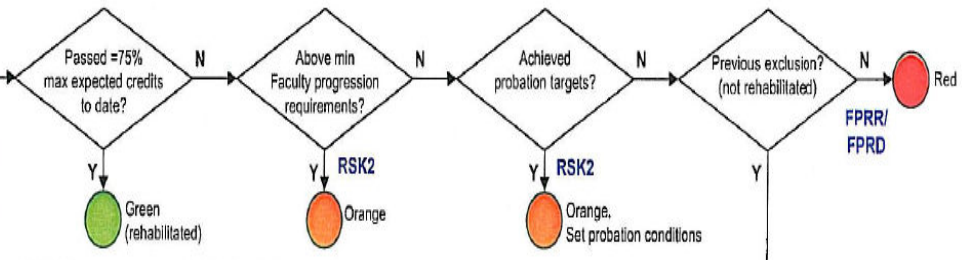 Passed =75%
max expected credits
to date?
N
Y
Green
(rehabilitated)
Above min
Faculty progression
requirements?
N
Y
RSK2
Orange
Achieved
probation targets?
N
Y
RSK2
Orange,
Set probation conditions
Previous exclusion?
(not rehabilitated)
N
Red
FPRR/
FPRD
Y